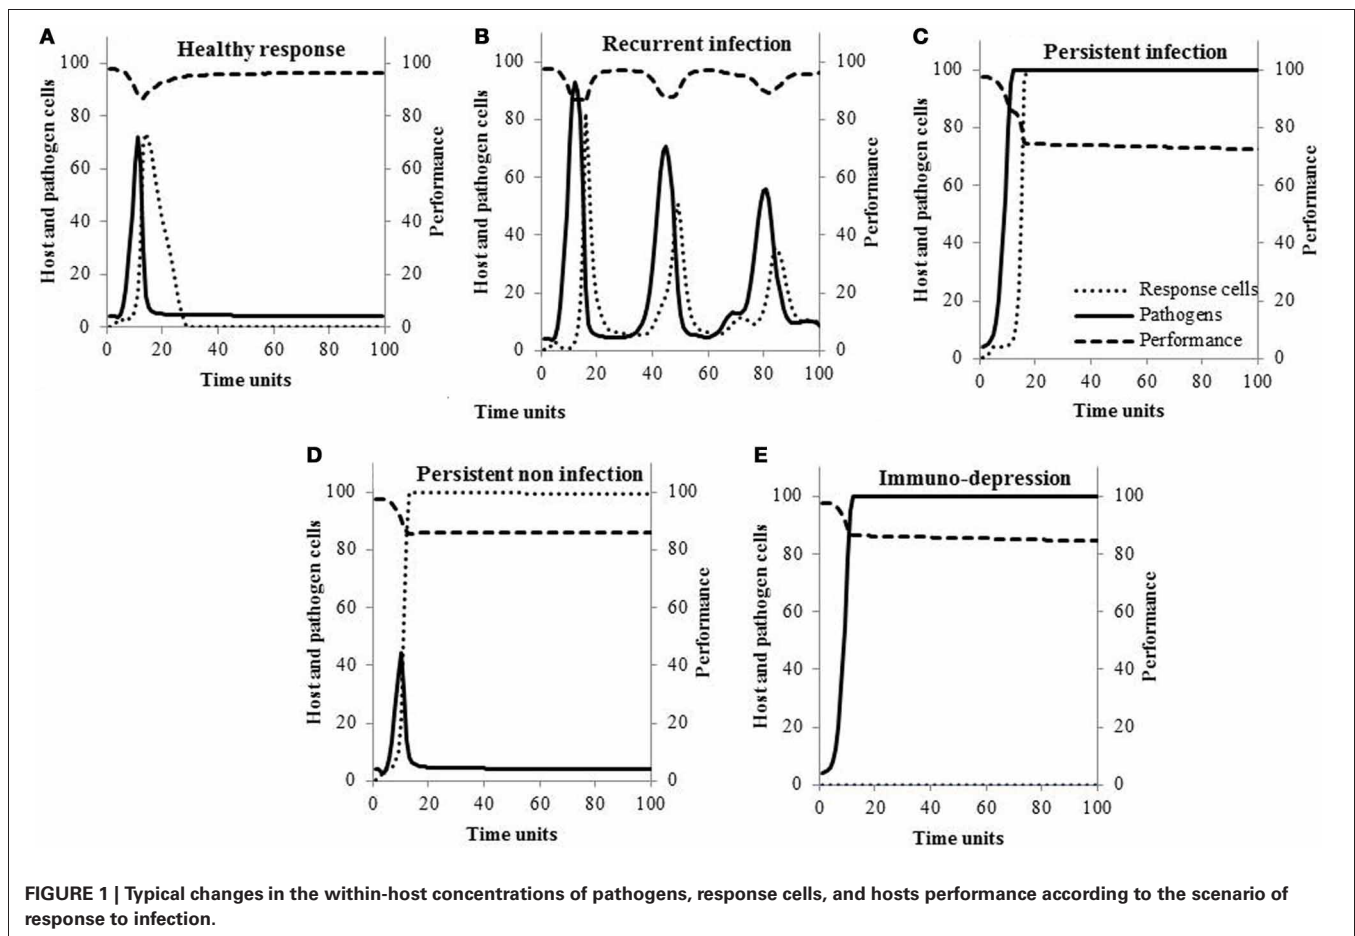 A
Healthy response
100
80
60
40
20
0
Host and pathogen cells
100
80
60
40
20
0
Performance
0 20 40 60 80 100
Time units
B
Recurrent infection
100
80
60
40
20
0
Host and pathogen cells
100
80
60
40
20
0
Performance
0 20 40 60 80 100
Time units
C
Persistent infection
100
80
60
40
20
0
Host and pathogen cells
100
80
60
40
20
0
Performance
Response cells
Pathogens
Performance
0 20 40 60 80 100
Time units
D
Persistent non infection
100
80
60
40
20
0
Host and pathogen cells
100
80
60
40
20
0
Performance
0 20 40 60 80 100
Time units
E
Immuno-depression
100
80
60
40
20
0
Host and pathogen cells
100
80
60
40
20
0
Performance
0 20 40 60 80 100
Time units
FIGURE 1 | Typical changes in the within-host concentrations of pathogens, response cells, and hosts performance according to the scenario of
response to infection.